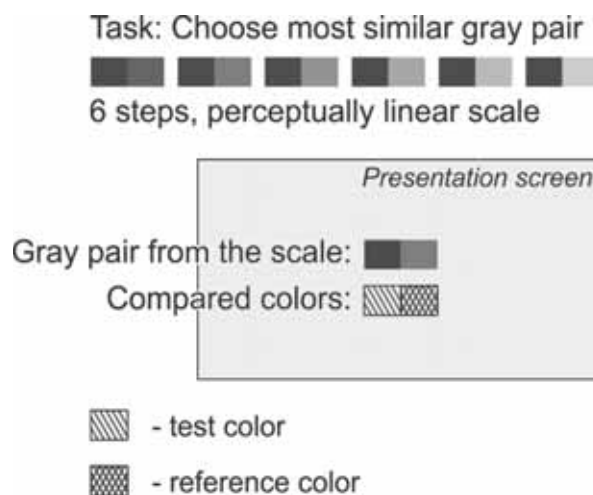 Task: Choose most similar gray pair
6 steps, perceptually linear scale
Presentation screen
Gray pair from the scale:
Compared colors:
- test color
- reference color